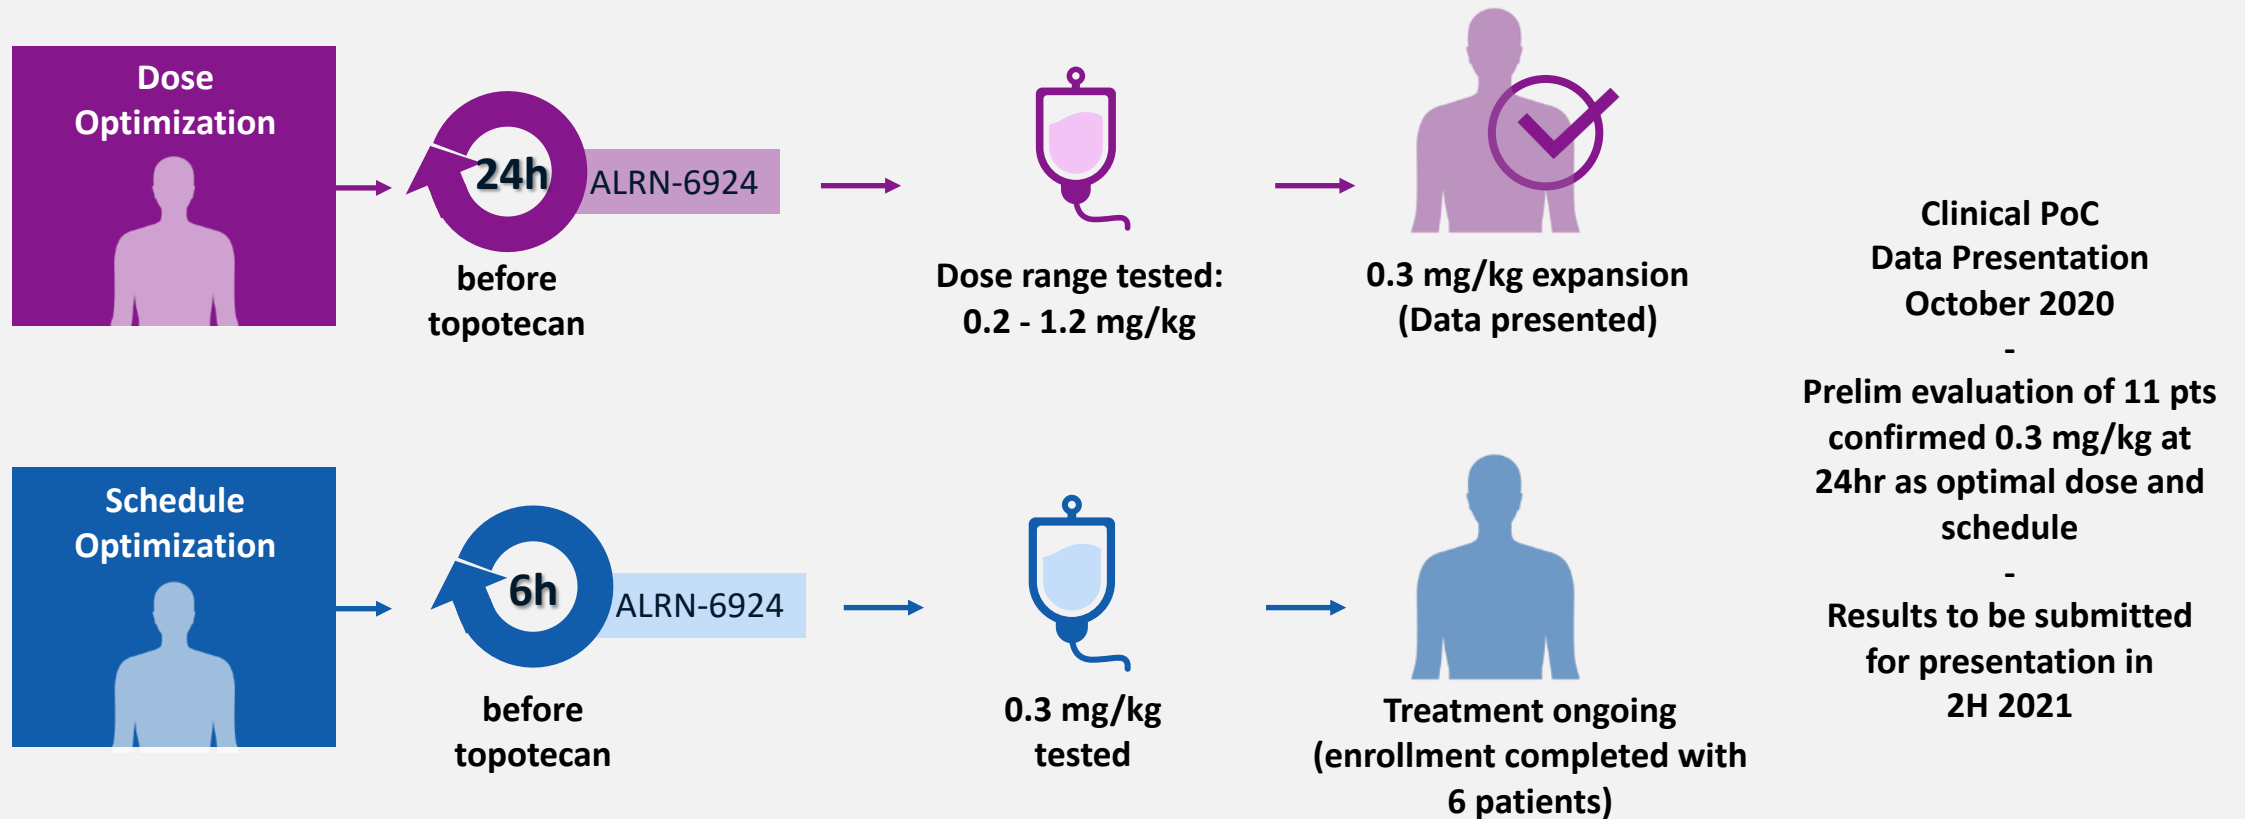 Dose
Optimization
24h
ALRN-6924
before
topotecan
Dose range tested:
0.2 - 1.2 mg/kg
0.3 mg/kg expansion
(Data presented)
Schedule
Optimization
6h
ALRN-6924
before
topotecan
0.3 mg/kg
tested
Treatment ongoing
(enrollment completed with
6 patients)
Clinical PoC
Data Presentation
October 2020
-
Prelim evaluation of 11 pts
confirmed 0.3 mg/kg at
24hr as optimal dose and
schedule
-
Results to be submitted
for presentation in
2H 2021